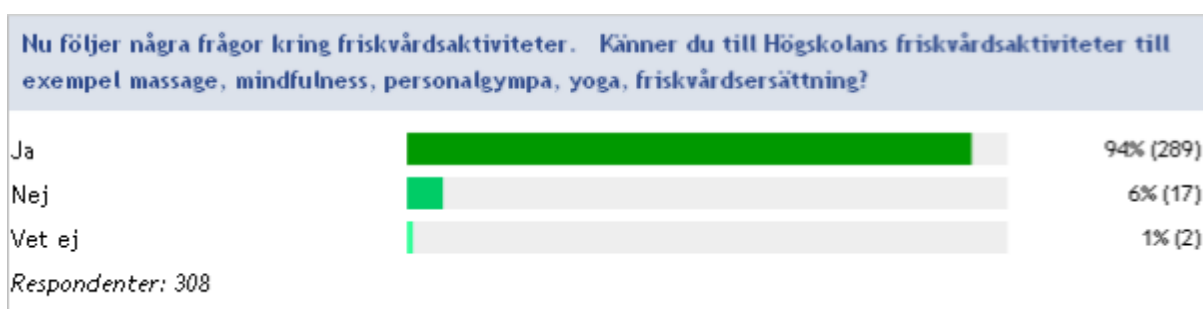 Nu följer några frågor kring friskvårdsaktiviteter. Känner du till Högskolans friskvårdsaktiviteter till
exempel massage, mindfulness, personalgympa, yoga, friskvårdsersättning?
Ja 94% (289)
Nej 6% (17)
Vet ej 1% (2)
Respondenter: 308